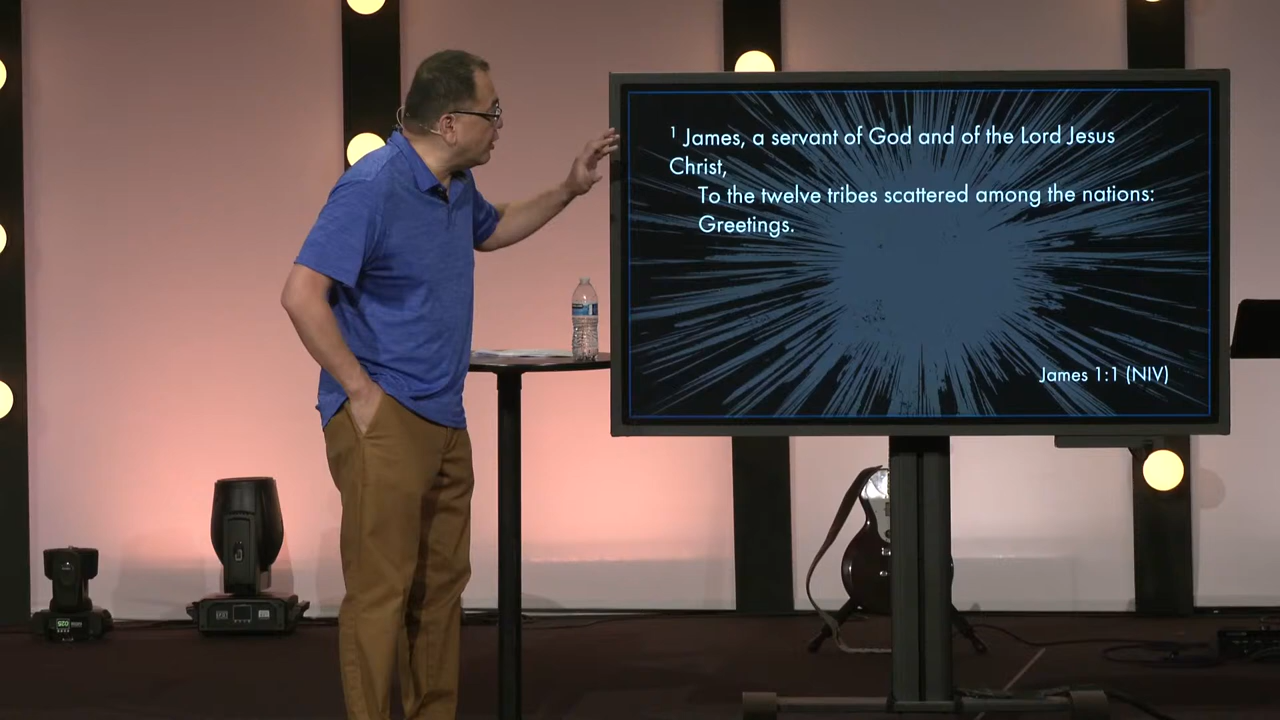 ¹ James, a servant of God and of the Lord Jesus
Christ,
To the twelve tribes scattered among the nations:
Greetings.
James 1:1 (NIV)